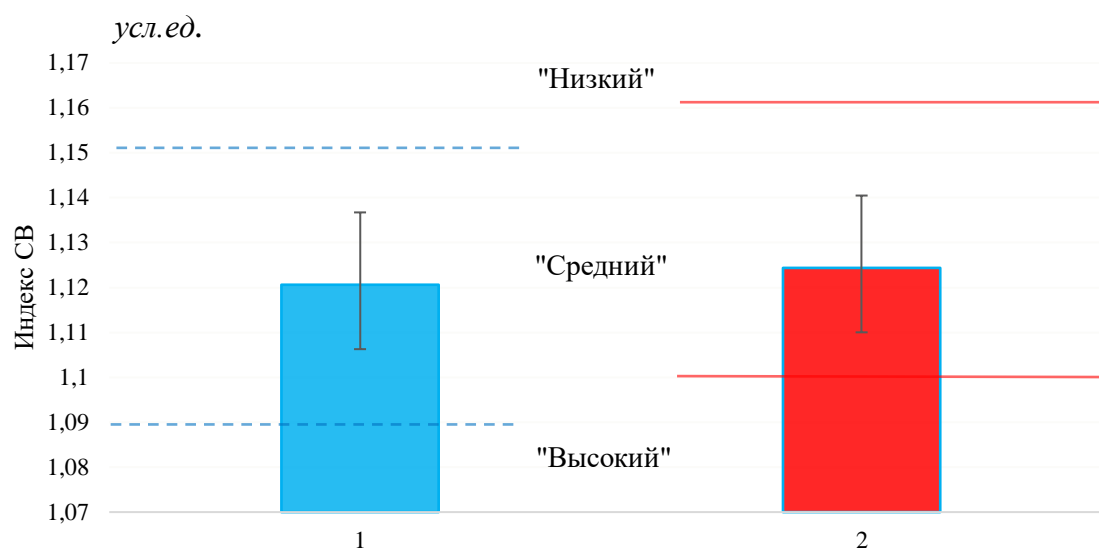 усл.ед.
1,17
"Низкий"
1,16
1,15
1,14
1,13
"Средний"
1,12
Индекс СВ
1,11
1,1
1,09
"Высокий"
1,08
1,07
1
2